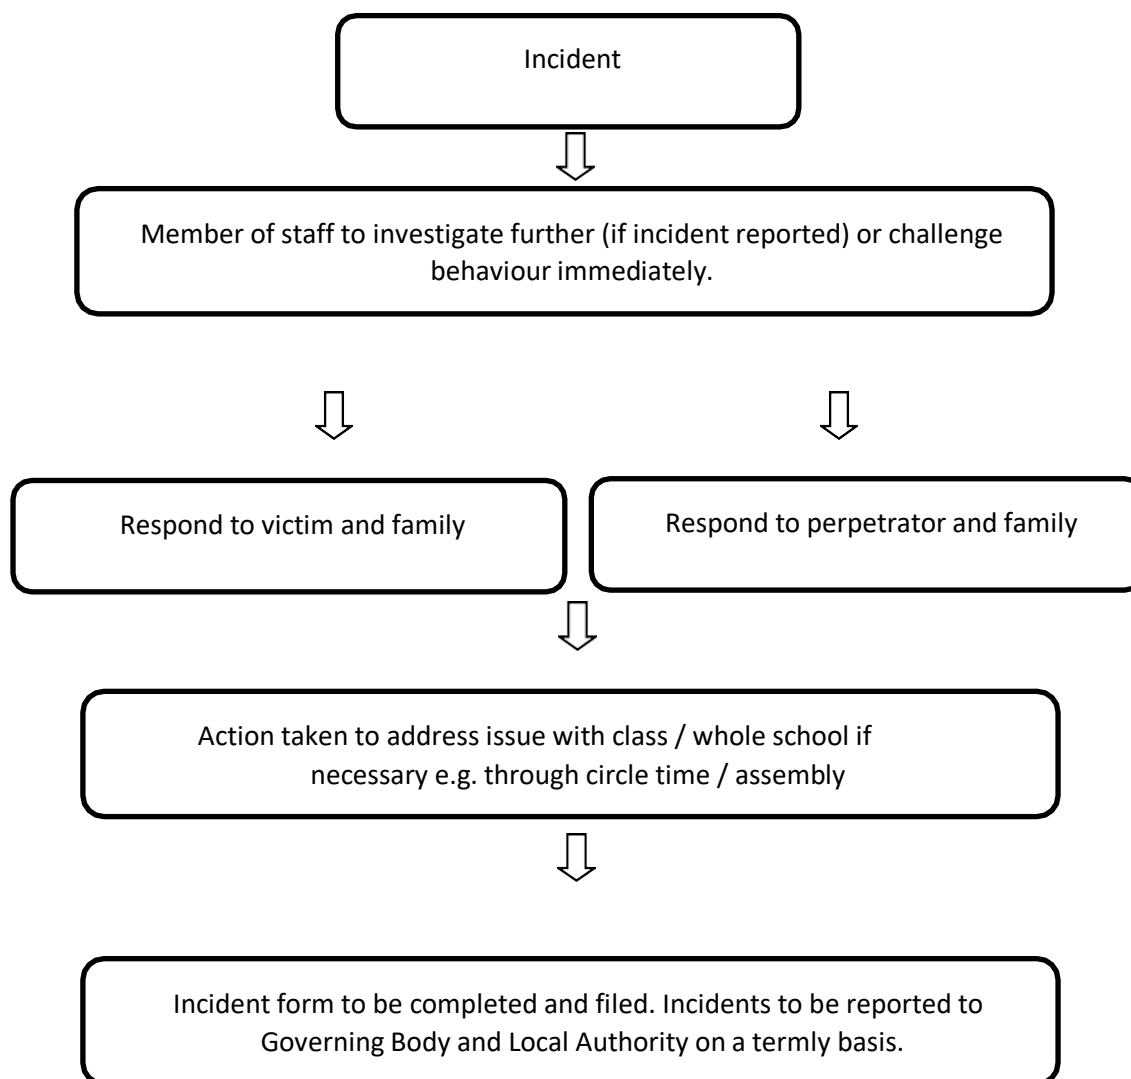 Incident
Member of staff to investigate further (if incident reported) or challenge
behaviour immediately.
Respond to victim and family
Respond to perpetrator and family
Action taken to address issue with class / whole school if
necessary e.g. through circle time / assembly
Incident form to be completed and filed. Incidents to be reported to
Governing Body and Local Authority on a termly basis.